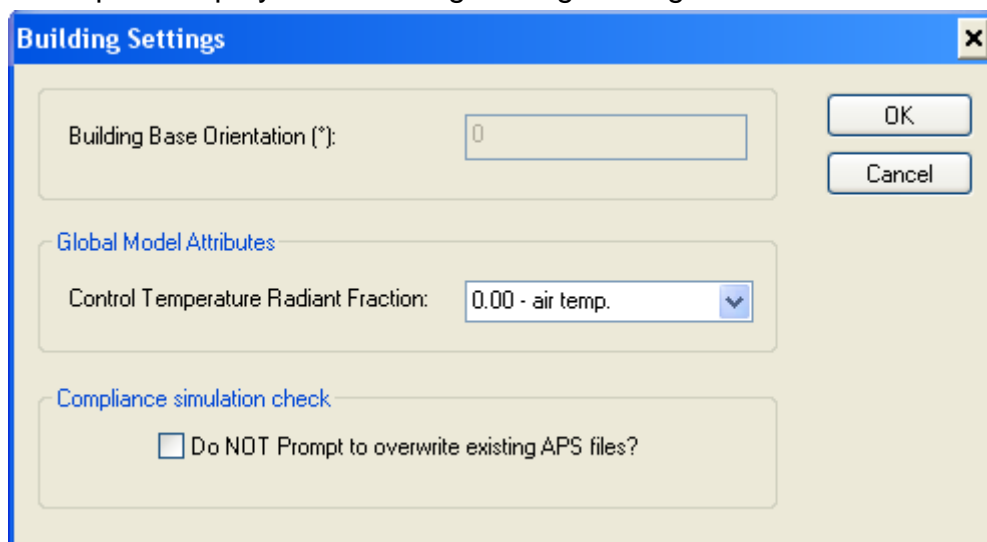 Building Settings
Building Base Orientation (°):
0
OK
Cancel
Global Model Attributes
Control Temperature Radiant Fraction:
0.00 - air temp.
Compliance simulation check
Do NOT Prompt to overwrite existing APS files?